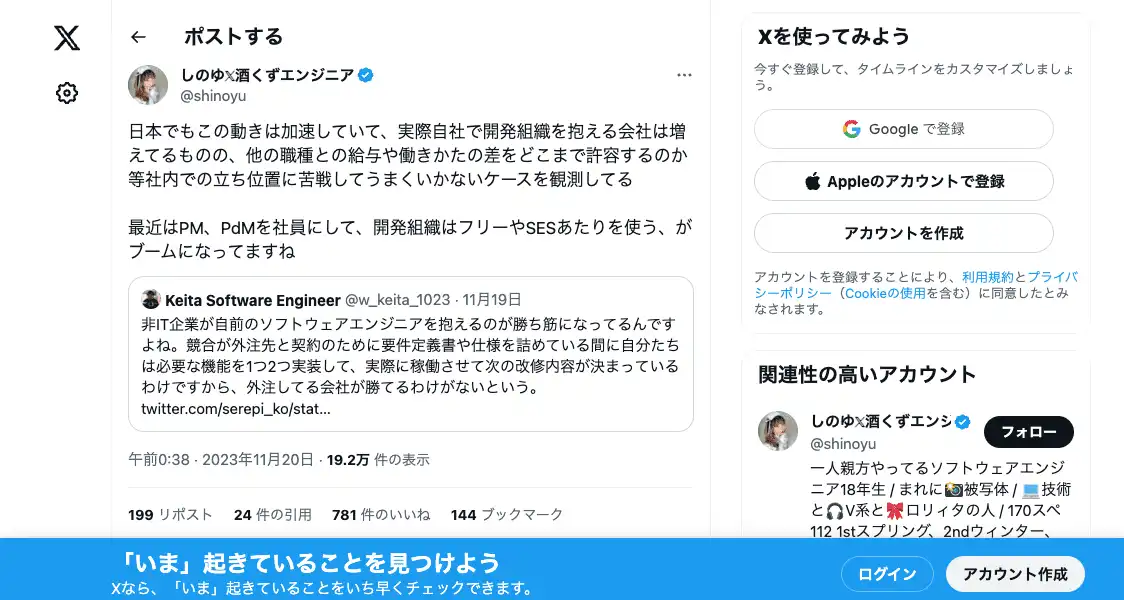 ポストする
しのゆ𝕏酒くずエンジニア
@shinoyu
日本でもこの動きは加速していて、実際自社で開発組織を抱える会社は増
えてるものの、他の職種との給与や働きかたの差をどこまで許容するのか
等社内での立ち位置に苦戦してうまくいかないケースを観測してる
最近はPM、PdMを社員にして、開発組織はフリーやSESあたりを使う、が
ブームになってますね
Keita Software Engineer @w_keita_1023 · 11月19日
非IT企業が自前のソフトウェアエンジニアを抱えるのが勝ち筋になってるんです
よね。競合が外注先と契約のために要件定義書や仕様を詰めている間に自分たち
は必要な機能を1つ2つ実装して、実際に稼働させて次の改修内容が決まっている
わけですから、外注してる会社が勝てるわけがないという。
twitter.com/serepi_ko/stat...
午前0:38 · 2023年11月20日 · 19.2万 件の表示
199 リポスト 24 件の引用 781 件のいいね 144 ブックマーク
Xを使ってみよう
今すぐ登録して、タイムラインをカスタマイズしましょ
う。
Google で登録
Appleのアカウントで登録
アカウントを作成
アカウントを登録することにより、利用規約とプライバ
シーポリシー（Cookieの使用を含む）に同意したとみ
なされます。
関連性の高いアカウント
しのゆ𝕏酒くずエンジ
@shinoyu
フォロー
一人親方やってるソフトウェアエンジ
ニア18年生 / まれに📸被写体 / 💻技術
と🎧V系と🎀ロリィタの人 / 170スペ
112 1stスプリング、2ndウィンター、
「いま」起きていることを見つけよう
Xなら、「いま」起きていることをいち早くチェックできます。
ログイン
アカウント作成